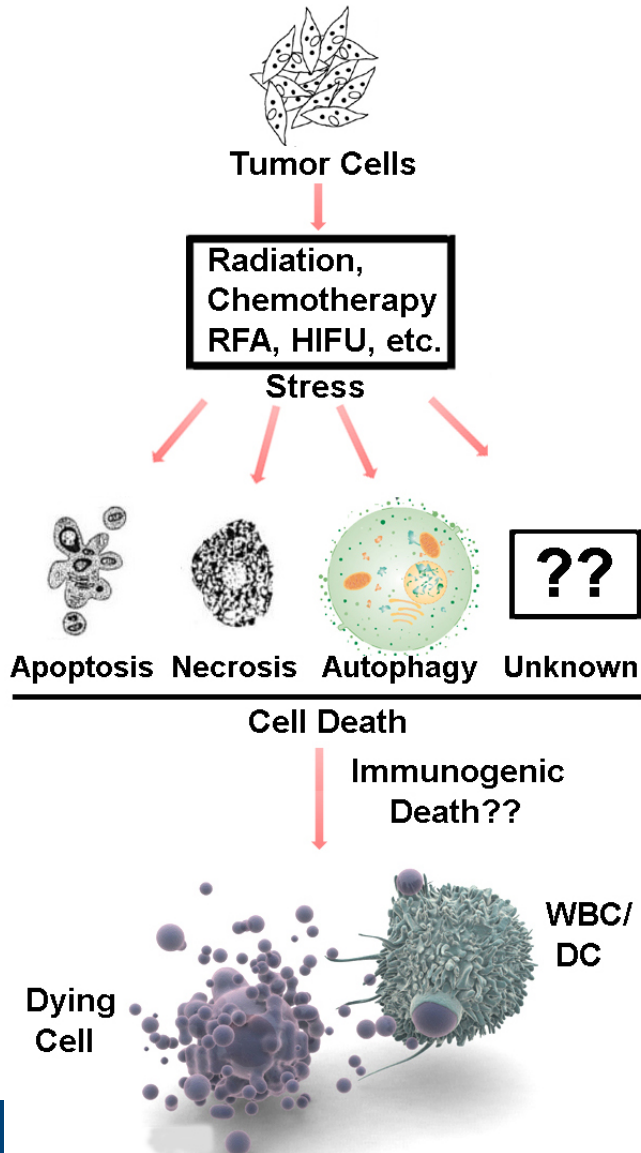 Tumor Cells
Radiation,
Chemotherapy
RFA, HIFU, etc.
Stress
??
Apoptosis Necrosis Autophagy Unknown
Cell Death
Immunogenic
Death??
WBC/
DC
Dying
Cell